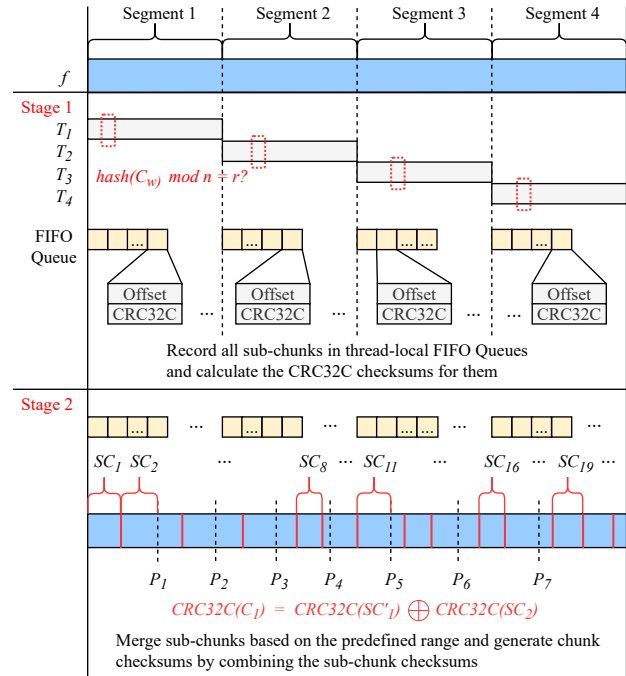 Segment 1 Segment 2 Segment 3 Segment 4
f
Stage 1
T1
T2
T3
T4
hash(Cw) mod n = r?
FIFO
Queue
... ... ... ...
Offset Offset Offset Offset
CRC32C ... CRC32C ... CRC32C ... ... CRC32C
Record all sub-chunks in thread-local FIFO Queues
and calculate the CRC32C checksums for them
Stage 2
... ... ... ... ... ... ... ...
SC1 SC2 ... SC8 ... SC11 ... SC16 ... SC19 ...
P1 P2 P3 P4 P5 P6 P7
CRC32C(C1) = CRC32C(SC'1) ⊕ CRC32C(SC2)
Merge sub-chunks based on the predefined range and generate chunk
checksums by combining the sub-chunk checksums